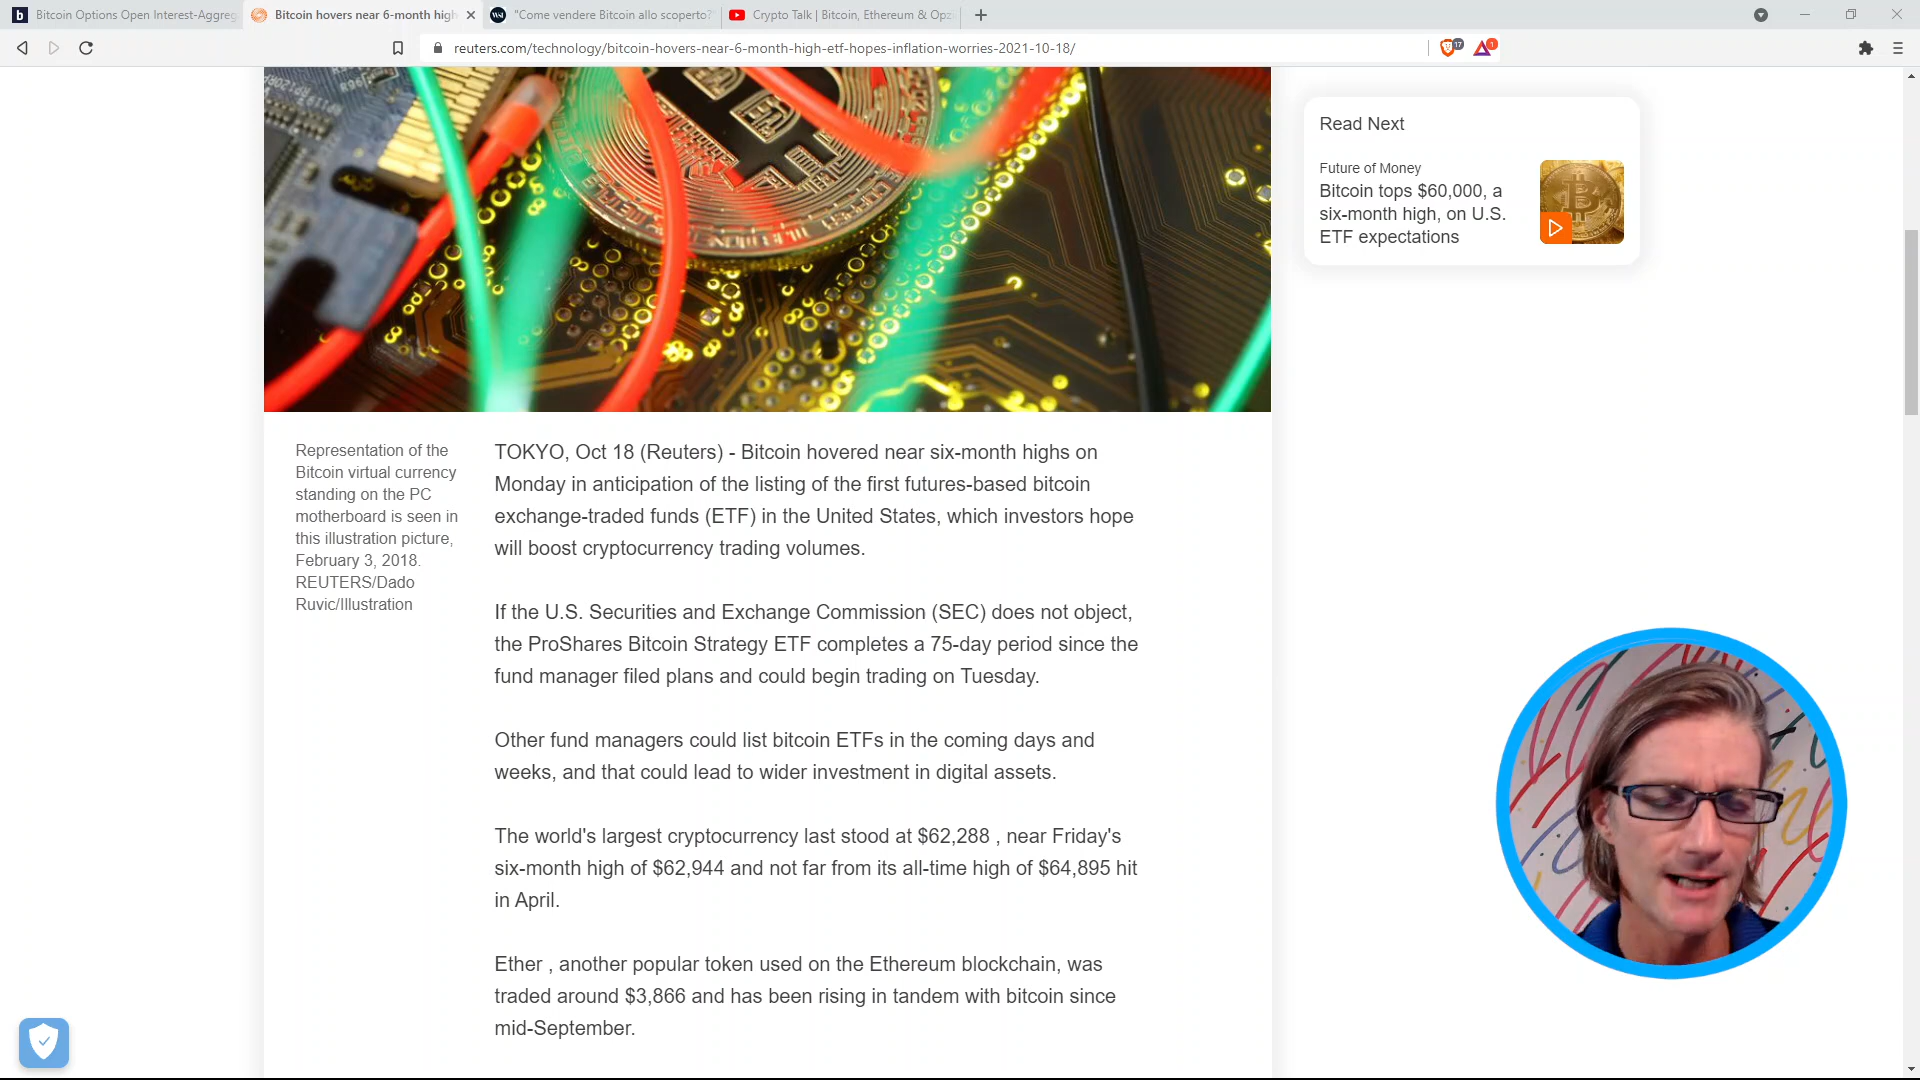 Bitcoin Options Open Interest-Aggreg
Bitcoin hovers near 6-month high
"Come vendere Bitcoin allo scoperto?"
Crypto Talk | Bitcoin, Ethereum & Opzi
reuters.com/technology/bitcoin-hovers-near-6-month-high-etf-hopes-inflation-worries-2021-10-18/
17
1
Read Next
Future of Money
Bitcoin tops $60,000, a
six-month high, on U.S.
ETF expectations
Representation of the
Bitcoin virtual currency
standing on the PC
motherboard is seen in
this illustration picture,
February 3, 2018.
REUTERS/Dado
Ruvic/Illustration
TOKYO, Oct 18 (Reuters) - Bitcoin hovered near six-month highs on
Monday in anticipation of the listing of the first futures-based bitcoin
exchange-traded funds (ETF) in the United States, which investors hope
will boost cryptocurrency trading volumes.
If the U.S. Securities and Exchange Commission (SEC) does not object,
the ProShares Bitcoin Strategy ETF completes a 75-day period since the
fund manager filed plans and could begin trading on Tuesday.
Other fund managers could list bitcoin ETFs in the coming days and
weeks, and that could lead to wider investment in digital assets.
The world's largest cryptocurrency last stood at $62,288 , near Friday's
six-month high of $62,944 and not far from its all-time high of $64,895 hit
in April.
Ether , another popular token used on the Ethereum blockchain, was
traded around $3,866 and has been rising in tandem with bitcoin since
mid-September.